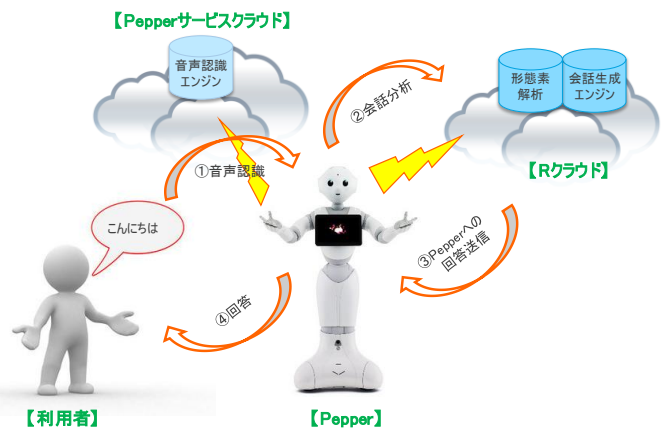 【Pepperサービスクラウド】
音声認識
エンジン
②会話分析
形態素
解析
会話生成
エンジン
【Rクラウド】
①音声認識
こんにちは
③Pepperへの
回答送信
④回答
【利用者】
【Pepper】